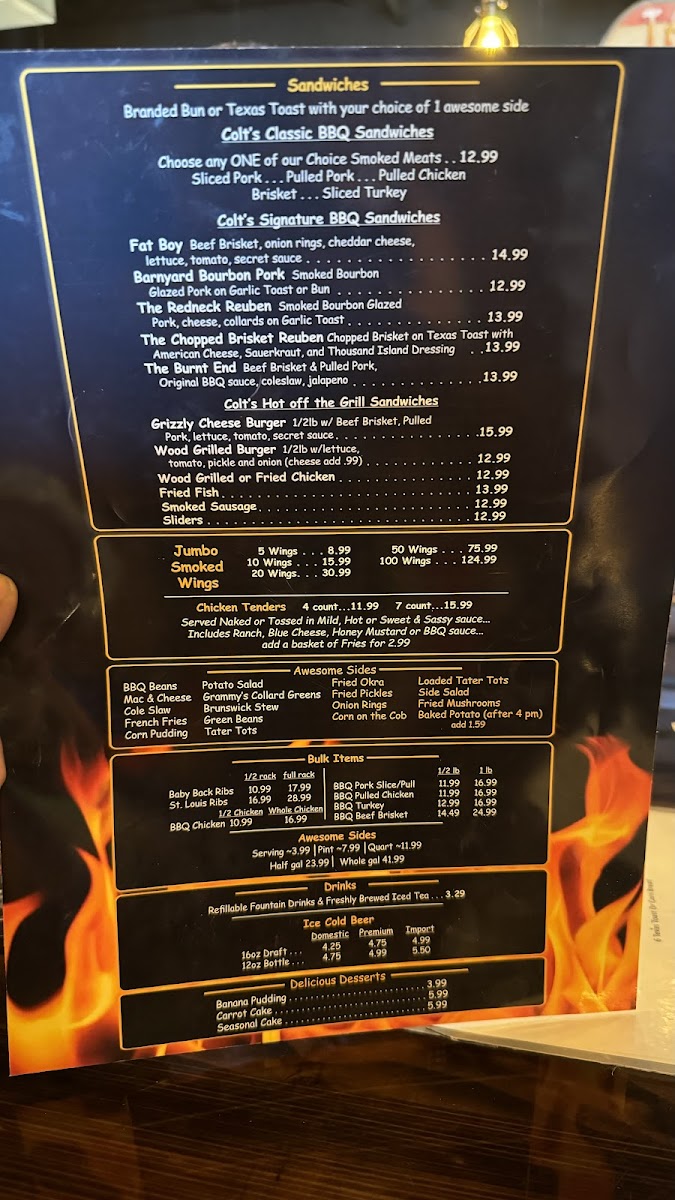 Sandwiches
Branded Bun or Texas Toast with your choice of 1 awesome side
Colt's Classic BBQ Sandwiches
Choose any ONE of our Choice Smoked Meats . . 12.99
Sliced Pork . . . Pulled Pork . . . Pulled Chicken
Brisket . . . Sliced Turkey
Colt's Signature BBQ Sandwiches
Fat Boy Beef Brisket, onion rings, cheddar cheese,
lettuce, tomato, secret sauce . . . . . . . . . . . . . . . . . . . . . 14.99
Barnyard Bourbon Pork Smoked Bourbon
Glazed Pork on Garlic Toast or Bun . . . . . . . . . . . . . . . . . 12.99
The Redneck Reuben Smoked Bourbon Glazed
Pork, cheese, collards on Garlic Toast . . . . . . . . . . . . . . . . 13.99
The Chopped Brisket Reuben Chopped Brisket on Texas Toast with
American Cheese, Sauerkraut, and Thousand Island Dressing . . 13.99
The Burnt End Beef Brisket & Pulled Pork,
Original BBQ sauce, coleslaw, jalapeno . . . . . . . . . . . . . . . 13.99
Colt's Hot off the Grill Sandwiches
Grizzly Cheese Burger 1/2lb w/ Beef Brisket, Pulled
Pork, lettuce, tomato, secret sauce . . . . . . . . . . . . . . . . . 15.99
Wood Grilled Burger 1/2lb w/lettuce,
tomato, pickle and onion (cheese add .99) . . . . . . . . . . . . . 12.99
Wood Grilled or Fried Chicken . . . . . . . . . . . . . . . . 12.99
Fried Fish . . . . . . . . . . . . . . . . . . . . . . . . . . . . . 13.99
Smoked Sausage . . . . . . . . . . . . . . . . . . . . . . . . . 12.99
Sliders . . . . . . . . . . . . . . . . . . . . . . . . . . . . . . . 12.99
Jumbo Smoked Wings
5 Wings . . . 8.99 50 Wings . . . 75.99
10 Wings . . . 15.99 100 Wings . . . 124.99
20 Wings. . . 30.99
Chicken Tenders 4 count...11.99 7 count...15.99
Served Naked or Tossed in Mild, Hot or Sweet & Sassy sauce...
Includes Ranch, Blue Cheese, Honey Mustard or BBQ sauce...
add a basket of Fries for 2.99
Awesome Sides
BBQ Beans Potato Salad Fried Okra Loaded Tater Tots
Mac & Cheese Grammy's Collard Greens Fried Pickles Side Salad
Cole Slaw Brunswick Stew Onion Rings Fried Mushrooms
French Fries Green Beans Corn on the Cob Baked Potato (after 4 pm)
Corn Pudding Tater Tots add 1.59
Bulk Items
1/2 rack full rack 1/2 lb 1 lb
Baby Back Ribs 10.99 17.99 BBQ Pork Slice/Pull 11.99 16.99
St. Louis Ribs 16.99 28.99 BBQ Pulled Chicken 11.99 16.99
1/2 Chicken Whole Chicken BBQ Turkey 12.99 16.99
BBQ Chicken 10.99 16.99 BBQ Beef Brisket 14.49 24.99
Awesome Sides
Serving ~3.99 | Pint ~7.99 | Quart ~11.99
Half gal 23.99 | Whole gal 41.99
Drinks
Refillable Fountain Drinks & Freshly Brewed Iced Tea . . . 3.29
Ice Cold Beer
Domestic Premium Import
16oz Draft . . . 4.25 4.75 4.99
12oz Bottle . . . 4.75 4.99 5.50
Delicious Desserts
Banana Pudding . . . . . . . . . . . . . . . . . . . . . . . . 3.99
Carrot Cake . . . . . . . . . . . . . . . . . . . . . . . . . . 5.99
Seasonal Cake . . . . . . . . . . . . . . . . . . . . . . . . 5.99